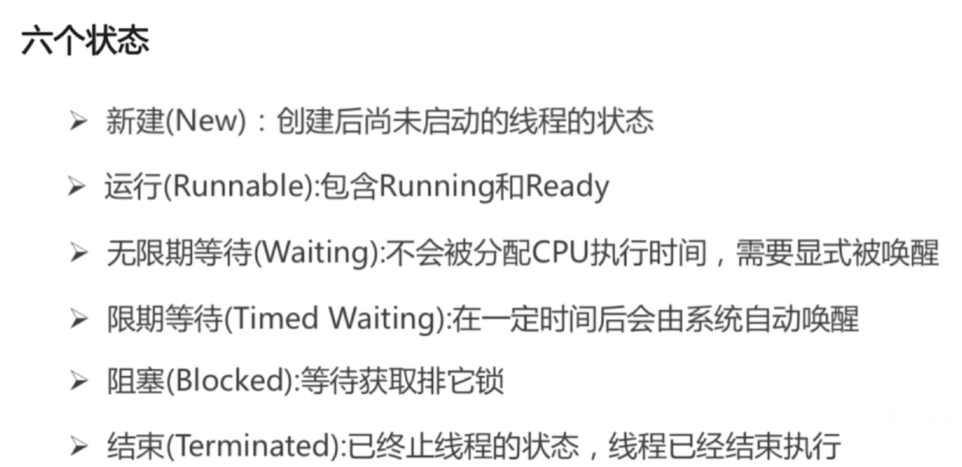 六个状态
➢ 新建(New)：创建后尚未启动的线程的状态
➢ 运行(Runnable):包含Running和Ready
➢ 无限期等待(Waiting):不会被分配CPU执行时间，需要显式被唤醒
➢ 限期等待(Timed Waiting):在一定时间后会由系统自动唤醒
➢ 阻塞(Blocked):等待获取排它锁
➢ 结束(Terminated):已终止线程的状态，线程已经结束执行